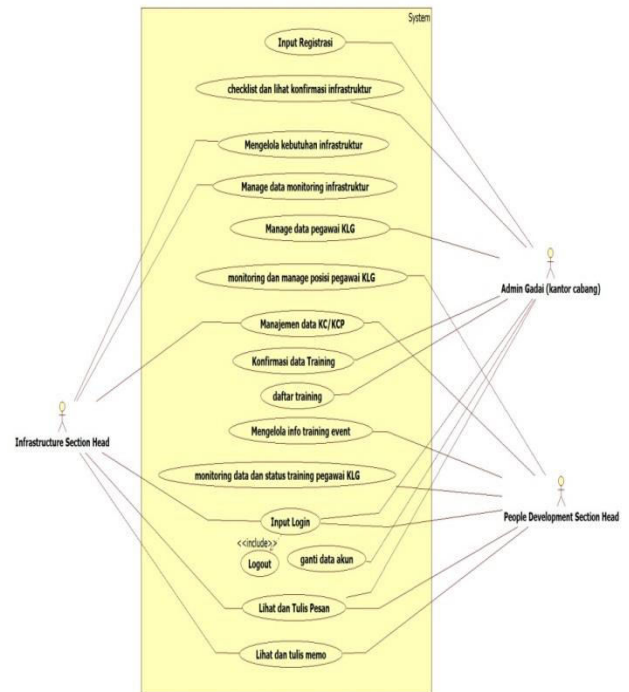 System
Input Registrasi
checklist dan lihat konfirmasi infrastruktur
Mengelola kebutuhan infrastruktur
Manage data monitoring infrastruktur
Manage data pegawai KLG
monitoring dan manage posisi pegawai KLG
Admin Gadai (kantor cabang)
Manajemen data KC/KCP
Konfirmasi data Training
daftar training
Mengelola info training event
Infrastructure Section Head
monitoring data dan status training pegawai KLG
Input Login
People Development Section Head
<<include>>
Logout
ganti data akun
Lihat dan Tulis Pesan
Lihat dan tulis memo